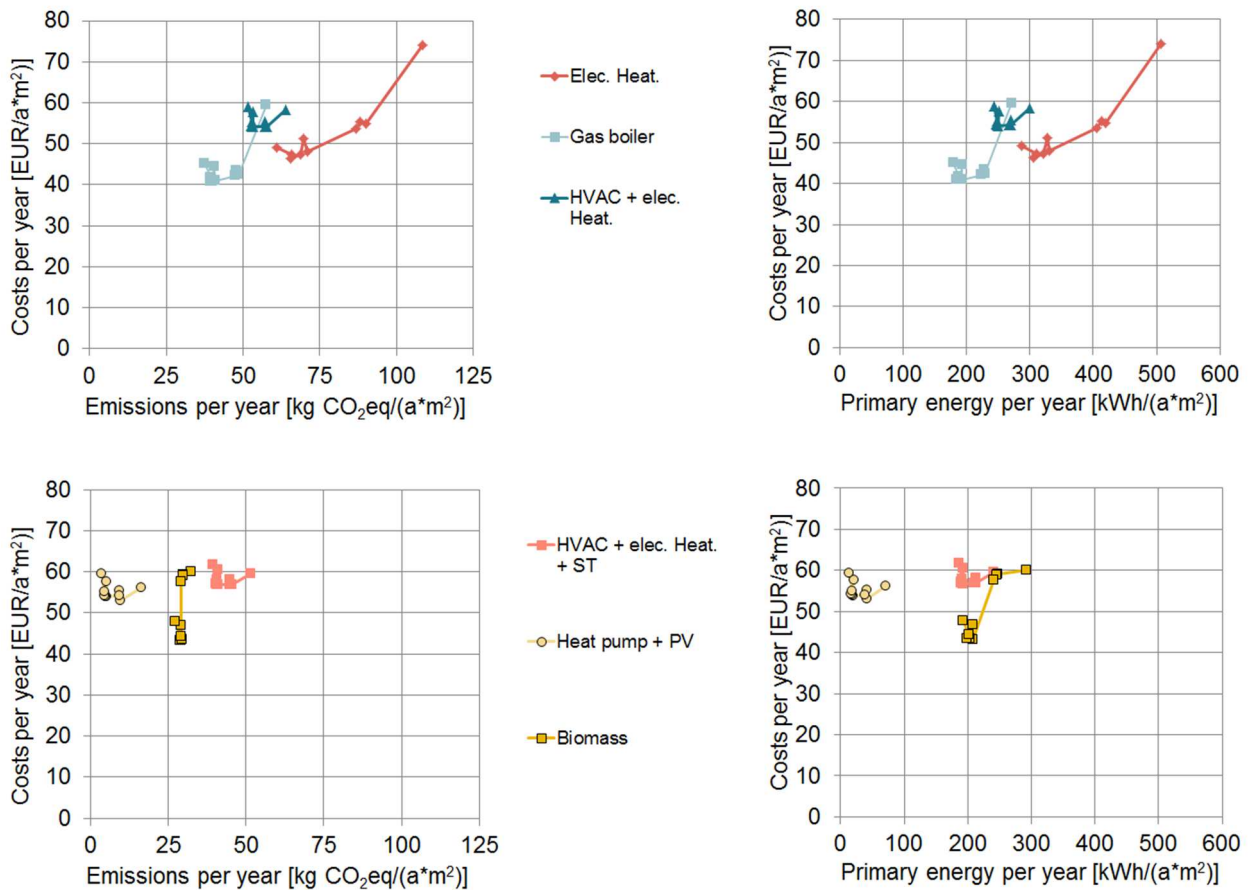 80
70
60
50
40
30
20
10
0
Costs per year [EUR/a*m²)]
0 25 50 75 100 125
Emissions per year [kg CO₂eq/(a*m²)]
Elec. Heat.
Gas boiler
HVAC + elec.
Heat.
80
70
60
50
40
30
20
10
0
Costs per year [EUR/a*m²)]
0 100 200 300 400 500 600
Primary energy per year [kWh/(a*m²)]
80
70
60
50
40
30
20
10
0
Costs per year [EUR/a*m²)]
0 25 50 75 100 125
Emissions per year [kg CO₂eq/(a*m²)]
HVAC + elec. Heat.
+ ST
Heat pump + PV
Biomass
80
70
60
50
40
30
20
10
0
Costs per year [EUR/a*m²)]
0 100 200 300 400 500 600
Primary energy per year [kWh/(a*m²)]